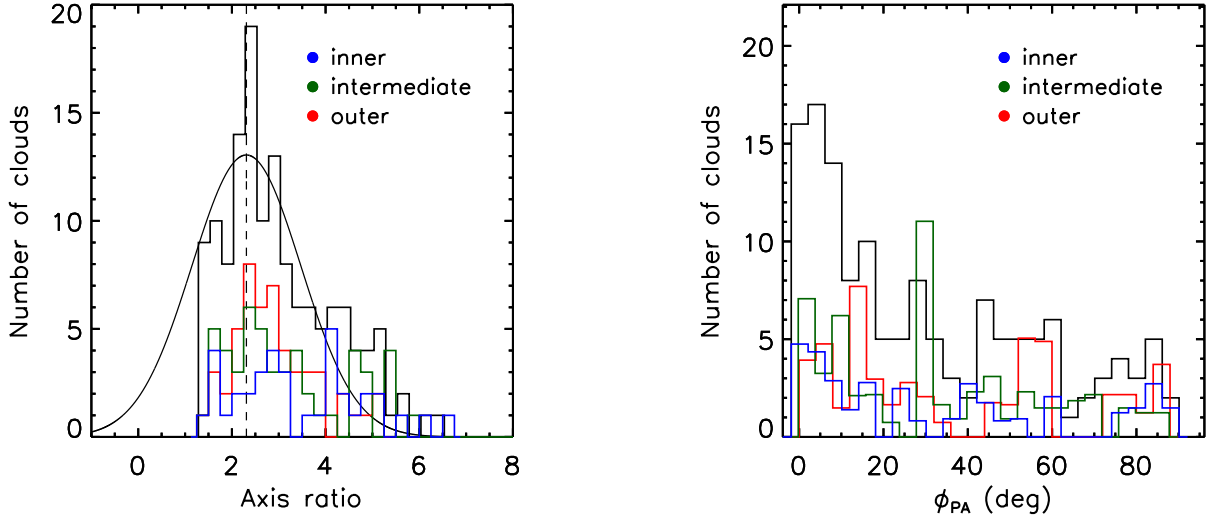 20
15
10
5
0
Number of clouds
inner
intermediate
outer
0 2 4 6 8
Axis ratio
20
15
10
5
0
Number of clouds
inner
intermediate
outer
0 20 40 60 80
ϕPA (deg)